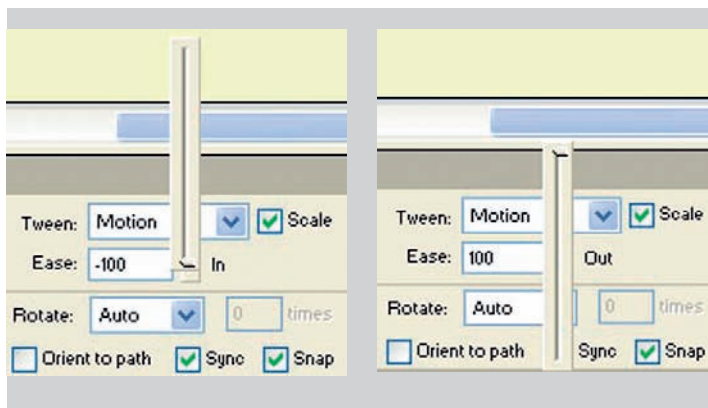 Tween: Motion Scale
Ease: -100 In
Rotate: Auto 0 times
Orient to path Sync Snap
Tween: Motion Scale
Ease: 100 Out
Rotate: Auto 0 times
Orient to path Sync Snap